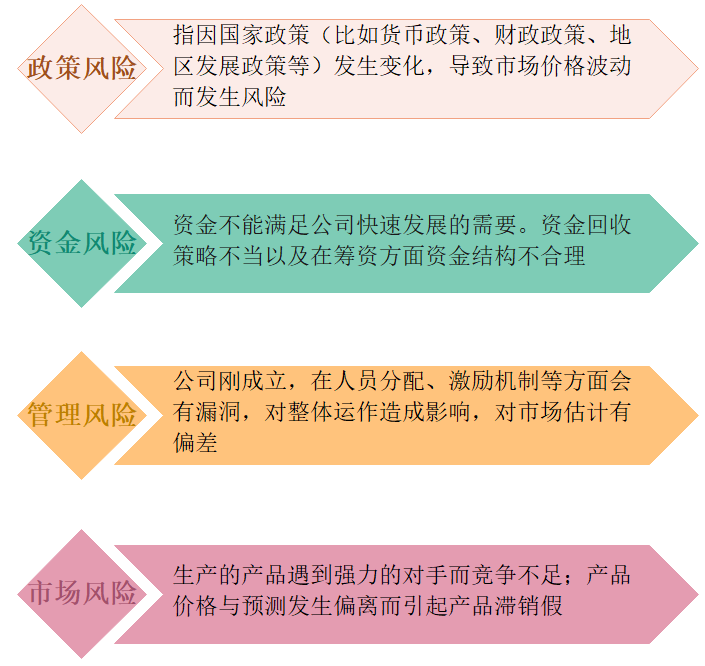 政策风险
指因国家政策（比如货币政策、财政政策、地
区发展政策等）发生变化，导致市场价格波动
而发生风险
资金风险
资金不能满足公司快速发展的需要。资金回收
策略不当以及在筹资方面资金结构不合理
管理风险
公司刚成立，在人员分配、激励机制等方面会
有漏洞，对整体运作造成影响，对市场估计有
偏差
市场风险
生产的产品遇到强力的对手而竞争不足；产品
价格与预测发生偏离而引起产品滞销假